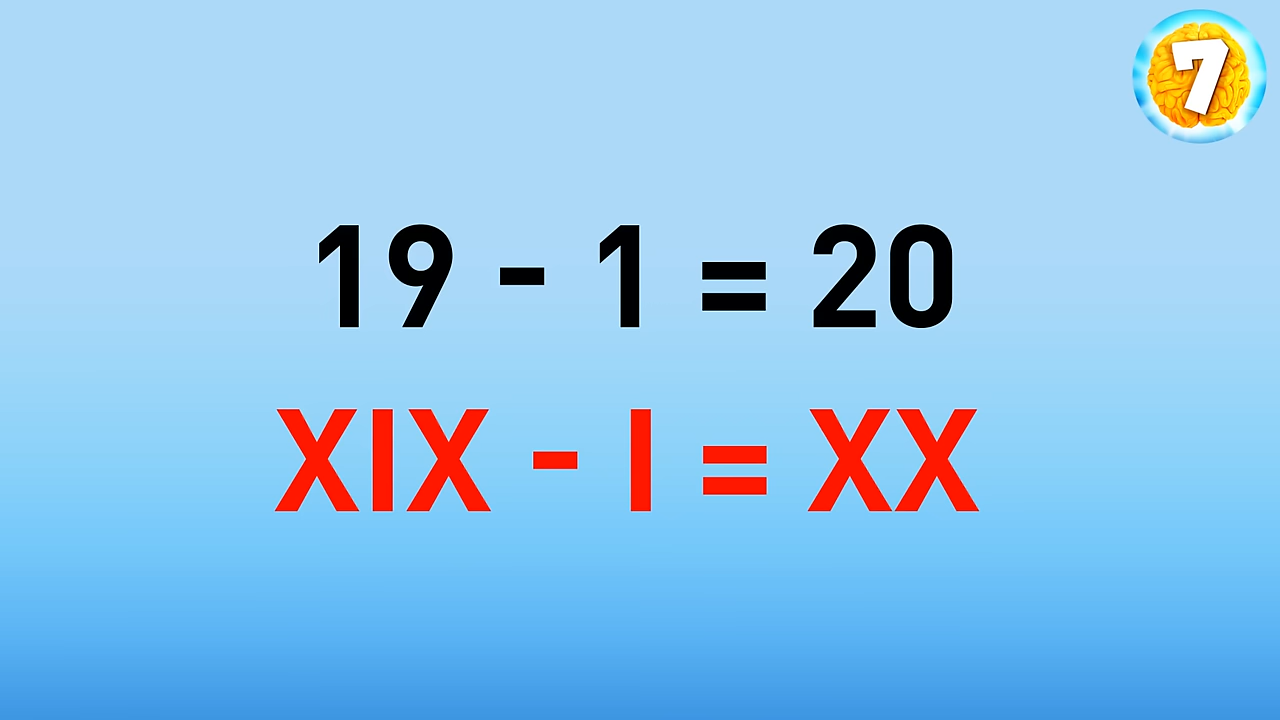 7
19 - 1 = 20
XIX - I = XX